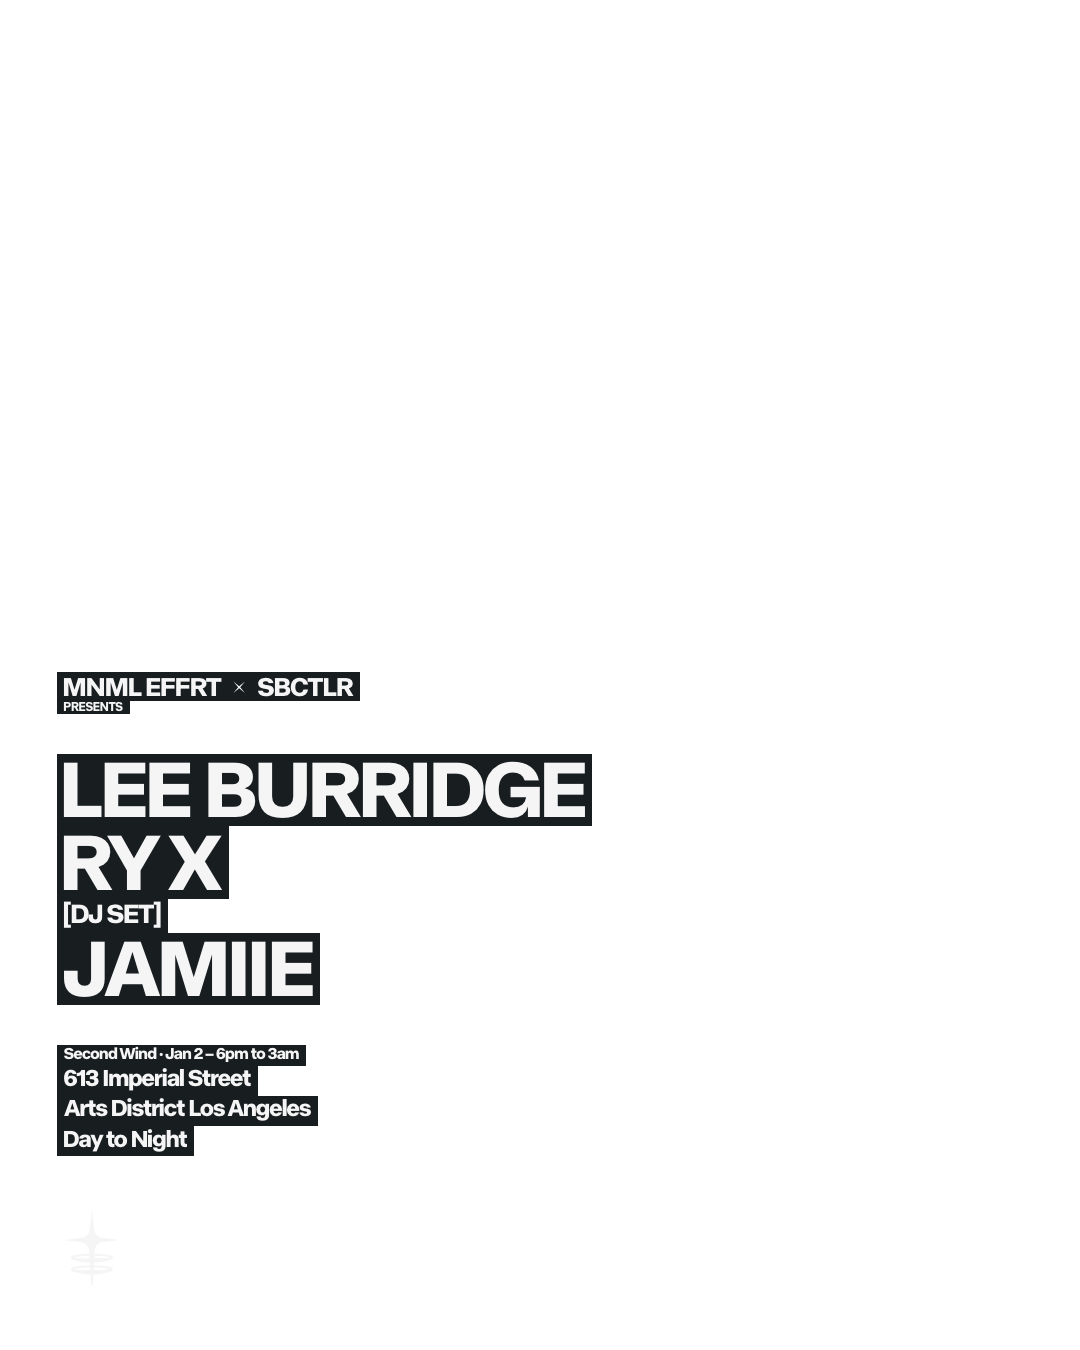 MNML EFFRT × SBCTLR
PRESENTS
LEE BURRIDGE
RY X
[DJ SET]
JAMIIE
Second Wind · Jan 2 – 6pm to 3am
613 Imperial Street
Arts District Los Angeles
Day to Night